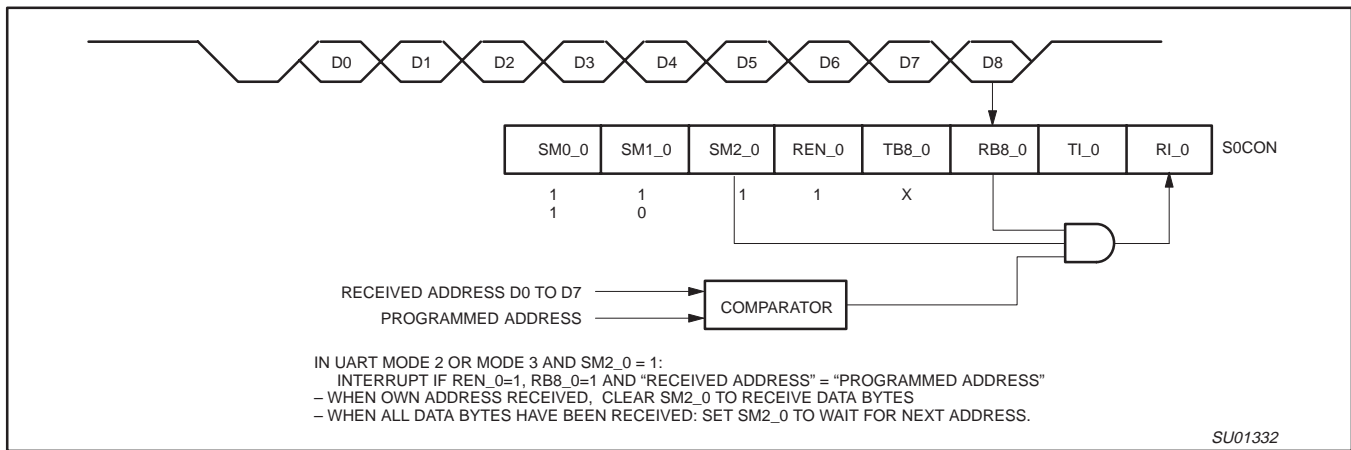 D0 D1 D2 D3 D4 D5 D6 D7 D8
SM0_0 SM1_0 SM2_0 REN_0 TB8_0 RB8_0 TI_0 RI_0 S0CON
1 1 1 1 X
1 0
RECEIVED ADDRESS D0 TO D7
PROGRAMMED ADDRESS
COMPARATOR
IN UART MODE 2 OR MODE 3 AND SM2_0 = 1:
INTERRUPT IF REN_0=1, RB8_0=1 AND “RECEIVED ADDRESS” = “PROGRAMMED ADDRESS”
– WHEN OWN ADDRESS RECEIVED, CLEAR SM2_0 TO RECEIVE DATA BYTES
– WHEN ALL DATA BYTES HAVE BEEN RECEIVED: SET SM2_0 TO WAIT FOR NEXT ADDRESS.
SU01332